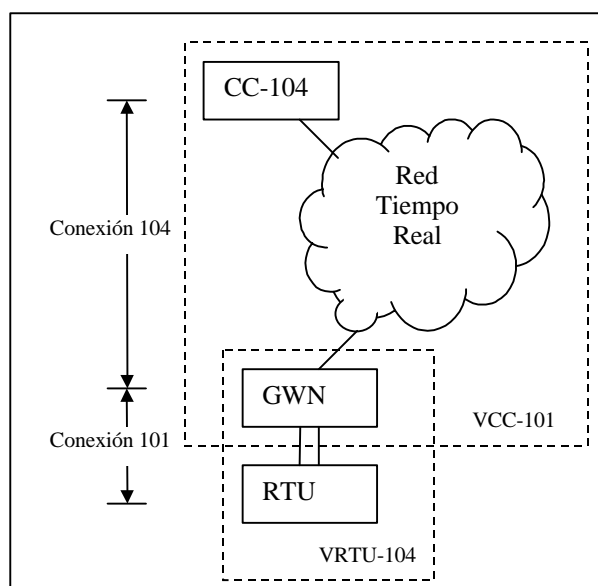 CC-104
Red
Tiempo
Real
Conexión 104
GWN
VCC-101
Conexión 101
RTU
VRTU-104